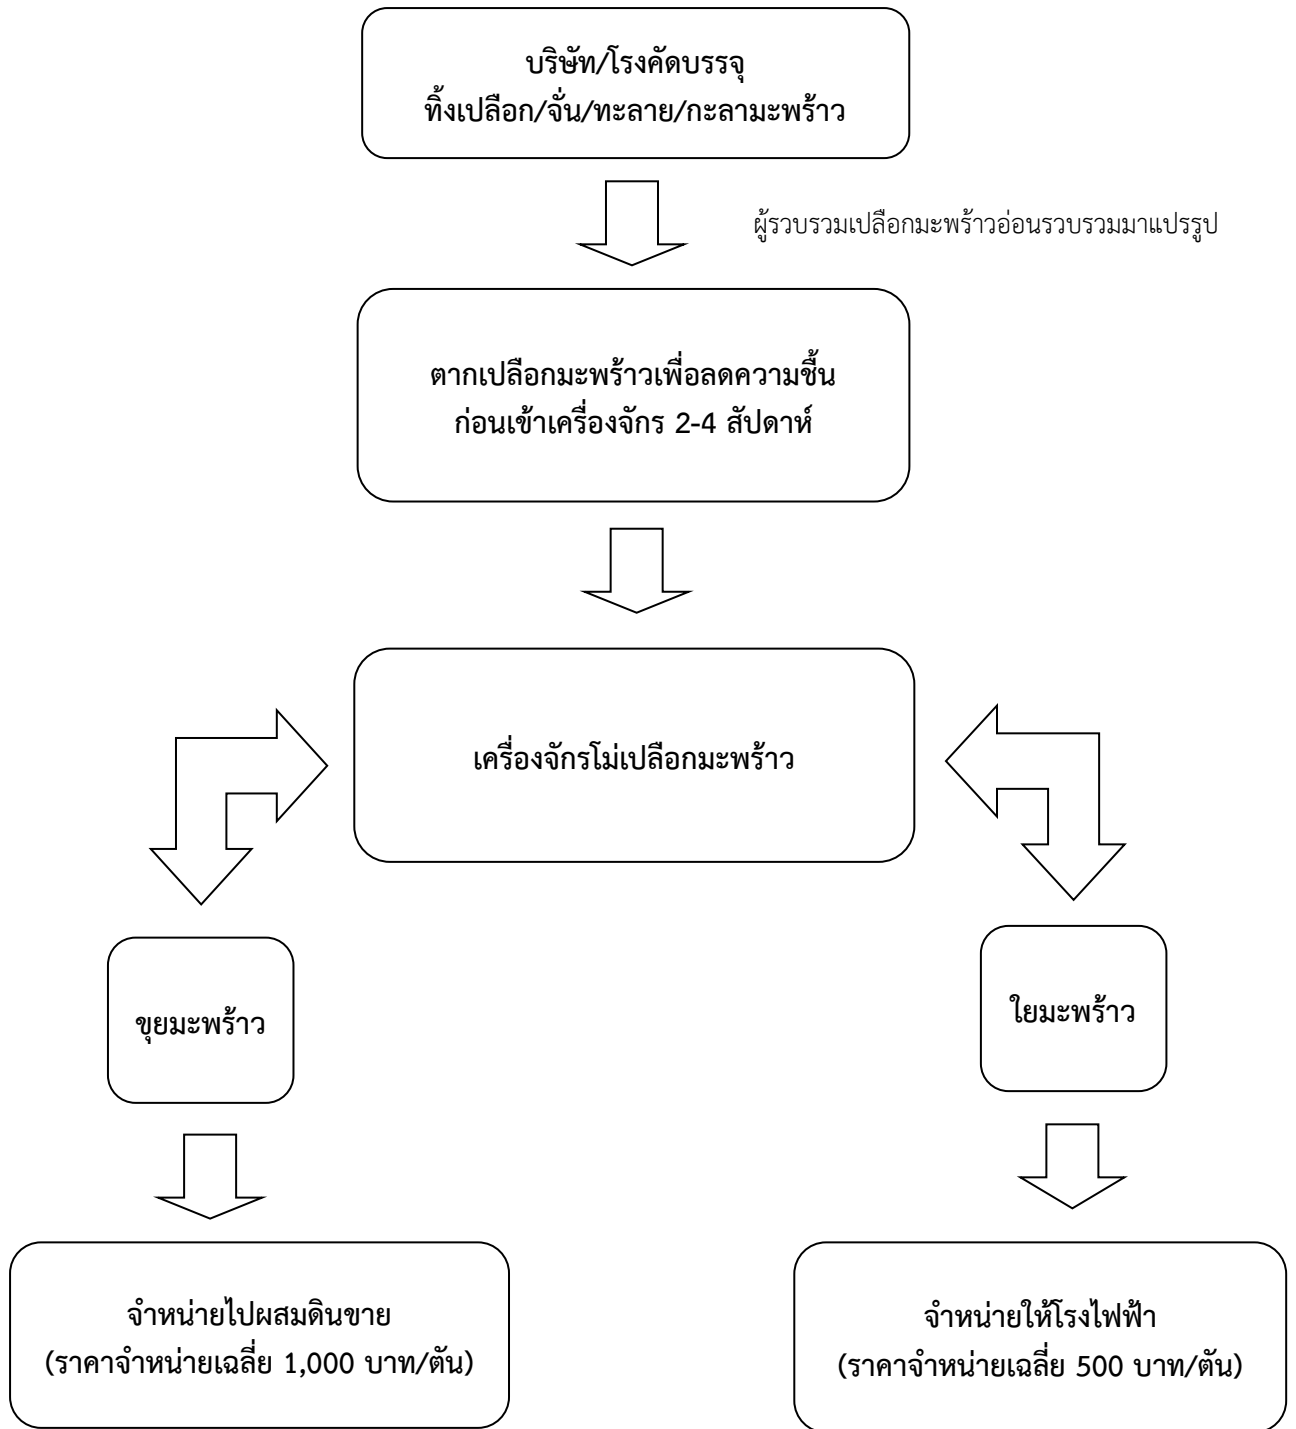 บริษัท/โรงคัดบรรจุ
ทิ้งเปลือก/จั่น/ทะลาย/กะลามะพร้าว
ผู้รวบรวมเปลือกมะพร้าวอ่อนรวบรวมมาแปรรูป
ตากเปลือกมะพร้าวเพื่อลดความชื้น
ก่อนเข้าเครื่องจักร 2-4 สัปดาห์
เครื่องจักรโม่เปลือกมะพร้าว
ขุยมะพร้าว
ใยมะพร้าว
จำหน่ายไปผสมดินขาย
(ราคาจำหน่ายเฉลี่ย 1,000 บาท/ตัน)
จำหน่ายให้โรงไฟฟ้า
(ราคาจำหน่ายเฉลี่ย 500 บาท/ตัน)